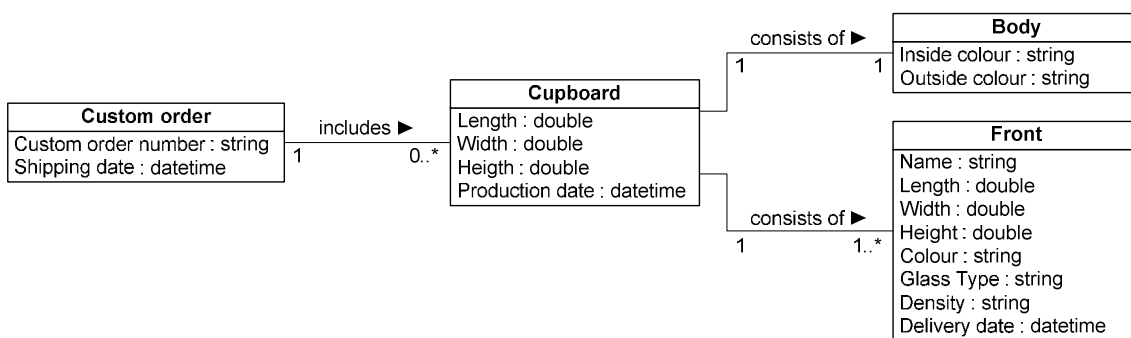 Custom order
Custom order number : string
Shipping date : datetime
includes ►
1
0..*
Cupboard
Length : double
Width : double
Heigth : double
Production date : datetime
consists of ►
1
1
Body
Inside colour : string
Outside colour : string
consists of ►
1
1..*
Front
Name : string
Length : double
Width : double
Height : double
Colour : string
Glass Type : string
Density : string
Delivery date : datetime